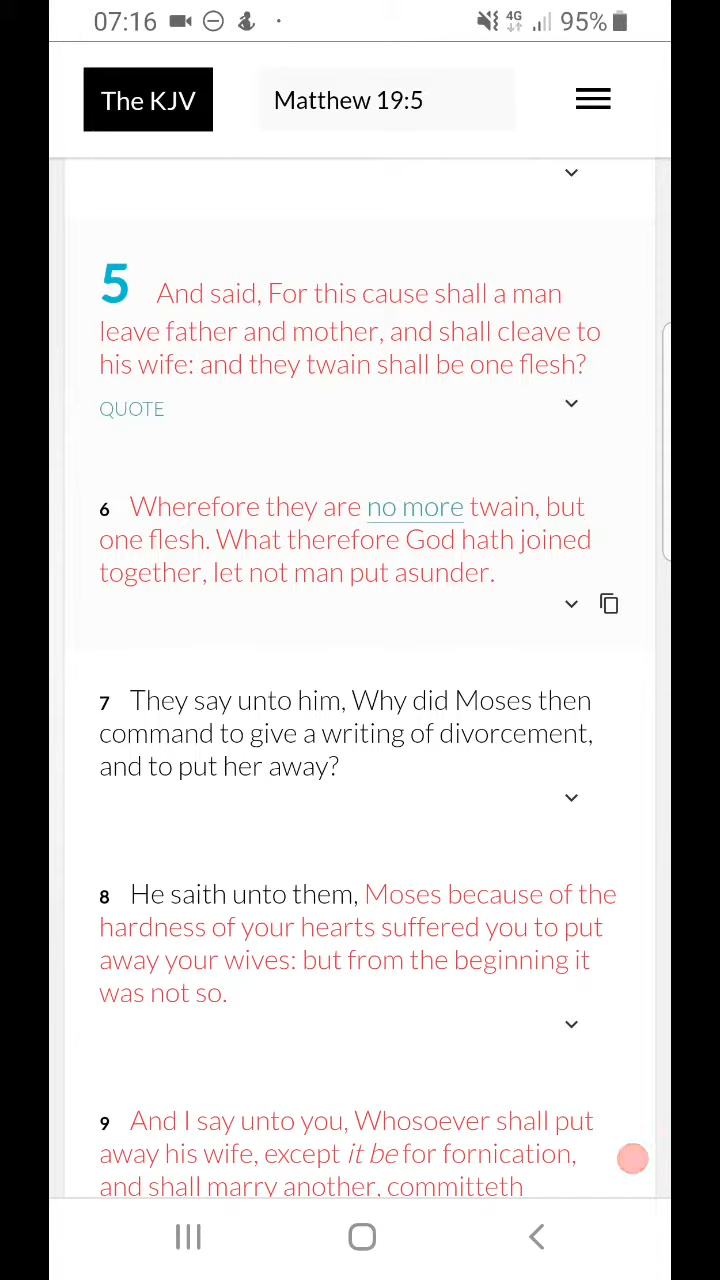 07:16 4G 95%
The KJV Matthew 19:5
5 And said, For this cause shall a man
leave father and mother, and shall cleave to
his wife: and they twain shall be one flesh?
QUOTE
6 Wherefore they are no more twain, but
one flesh. What therefore God hath joined
together, let not man put asunder.
7 They say unto him, Why did Moses then
command to give a writing of divorcement,
and to put her away?
8 He saith unto them, Moses because of the
hardness of your hearts suffered you to put
away your wives: but from the beginning it
was not so.
9 And I say unto you, Whosoever shall put
away his wife, except it be for fornication,
and shall marry another, committeth